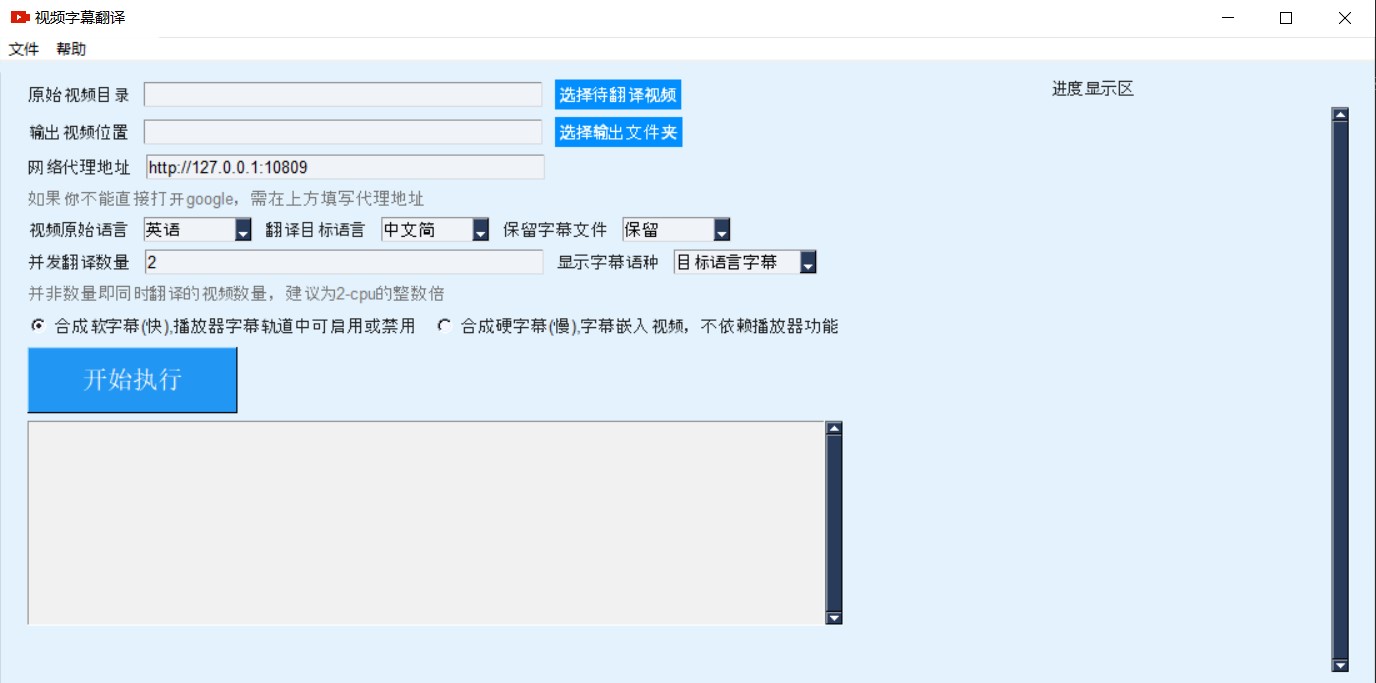 视频字幕翻译
文件 帮助
原始视频目录 选择待翻译视频 进度显示区
输出视频位置 选择输出文件夹
网络代理地址 http://127.0.0.1:10809
如果你不能直接打开google，需在上方填写代理地址
视频原始语言 英语 翻译目标语言 中文简 保留字幕文件 保留
并发翻译数量 2 显示字幕语种 目标语言字幕
并非数量即同时翻译的视频数量，建议为2-cpu的整数倍
合成软字幕(快),播放器字幕轨道中可启用或禁用 合成硬字幕(慢),字幕嵌入视频，不依赖播放器功能
开始执行